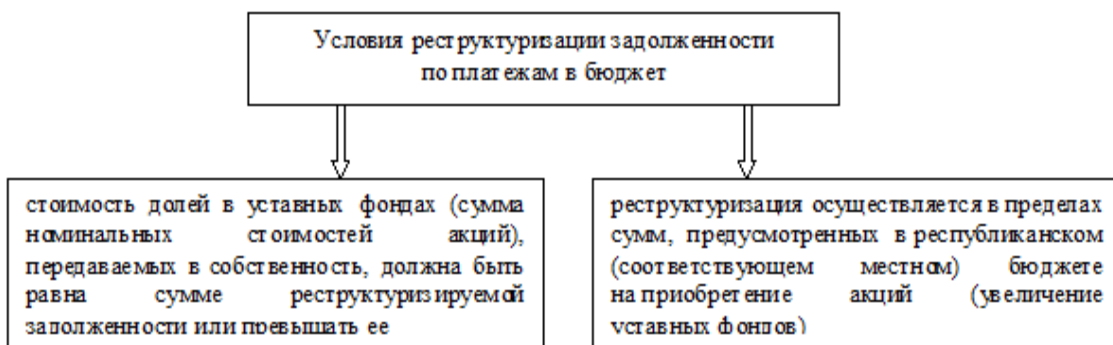 Условия реструктуризации задолженности
по платежам в бюджет
стоимость долей в уставных фондах (сумма
номинальных стоимостей акций),
передаваемых в собственность, должна быть
равна сумме реструктуризируемой
задолженности или превышать ее
реструктуризация осуществляется в пределах
сумм, предусмотренных в республиканском
(соответствующем местном) бюджете
на приобретение акций (увеличение
уставных фондов)